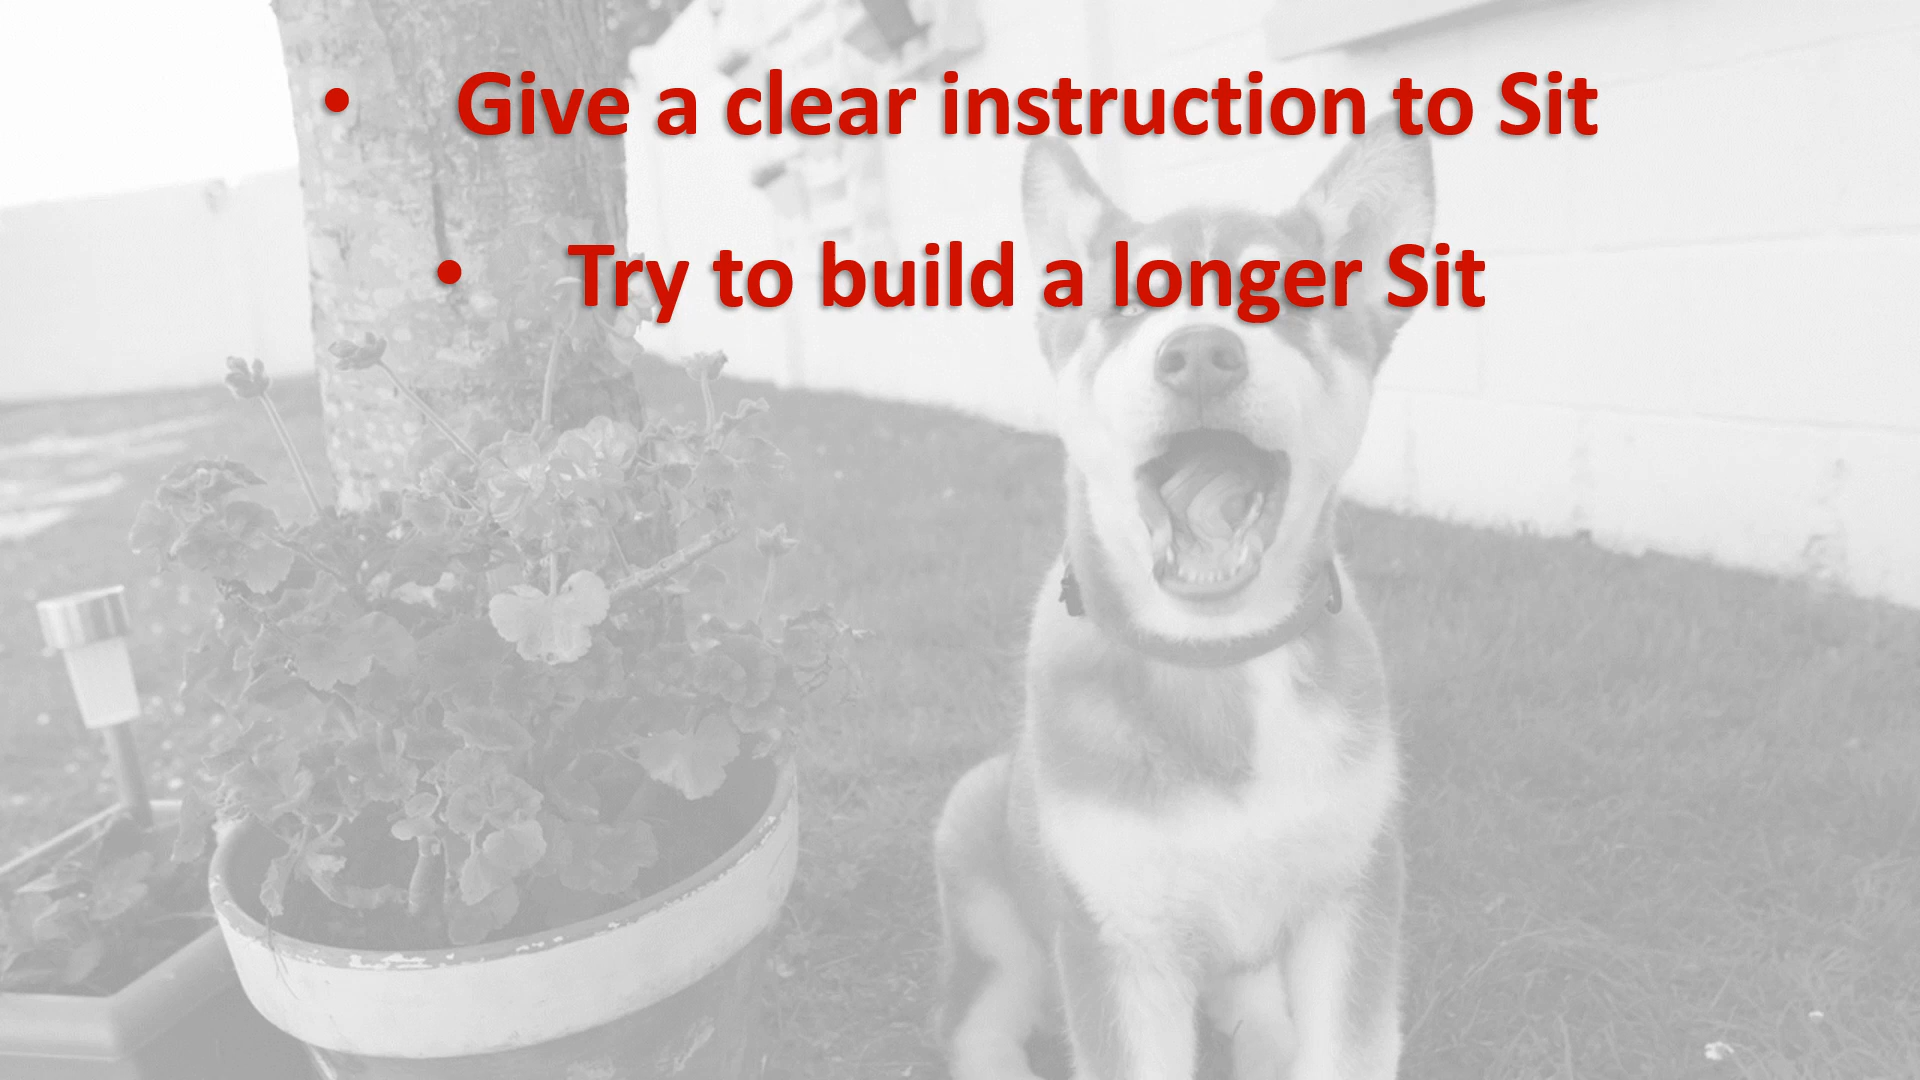 • Give a clear instruction to Sit
• Try to build a longer Sit